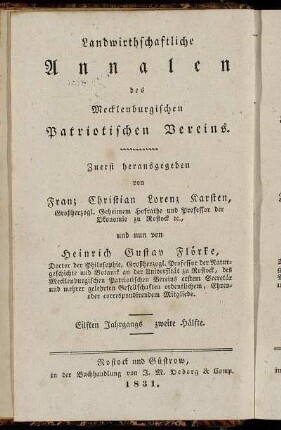 Landwirthschaftliche
Annalen
des
Mecklenburgischen
Patriotischen Vereins.
Zuerst herausgegeben
von
Franz Christian Lorenz Karsten,
Großherzogl. Geheimem Hofrathe und Professor der
Ökonomie zu Rostock ꝛc.,
und nun von
Heinrich Gustav Flörke,
Doctor der Philosophie, Großherzogl. Professor der Natur-
geschichte und Botanik an der Universität zu Rostock, des
Mecklenburgischen Patriotischen Vereins erstem Secretär
und mehrer gelehrten Gesellschaften ordentlichem, Ehren-
oder correspondirendem Mitgliede.
Eilften Jahrgangs zweite Hälfte.
Rostock und Güstrow,
in der Buchhandlung von J. M. Oeberg & Comp.
1831.